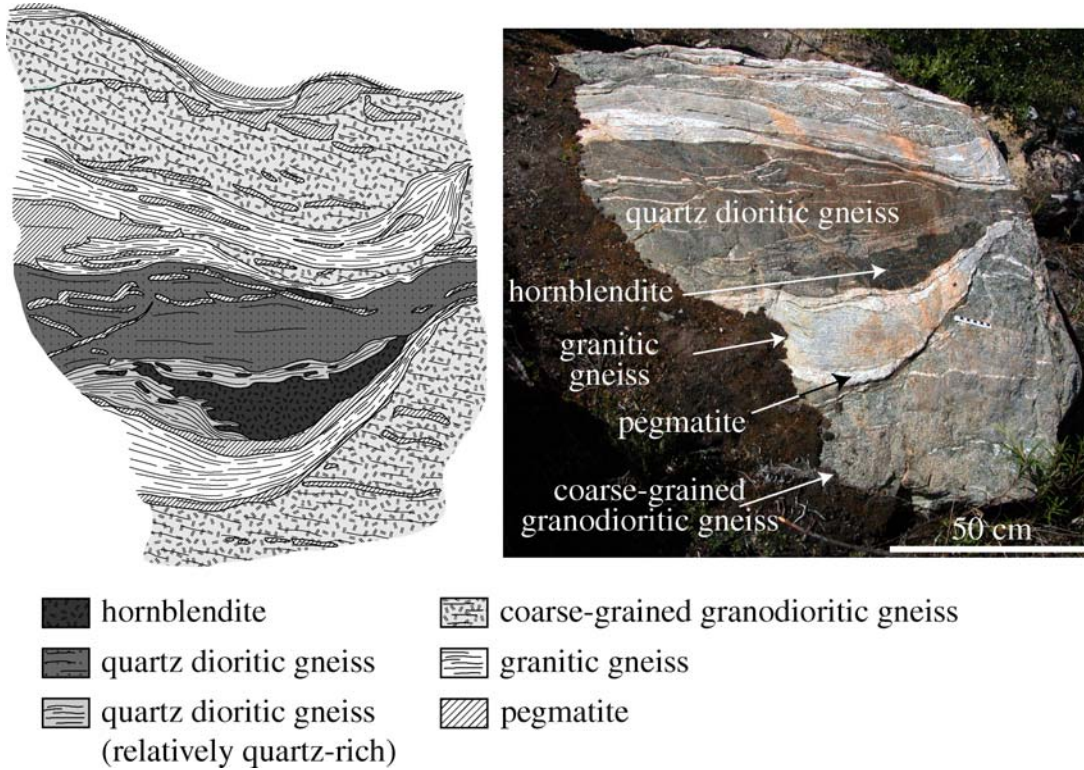 quartz dioritic gneiss
hornblendite
granitic
gneiss
pegmatite
coarse-grained
granodioritic gneiss
50 cm
hornblendite
coarse-grained granodioritic gneiss
quartz dioritic gneiss
granitic gneiss
quartz dioritic gneiss
(relatively quartz-rich)
pegmatite